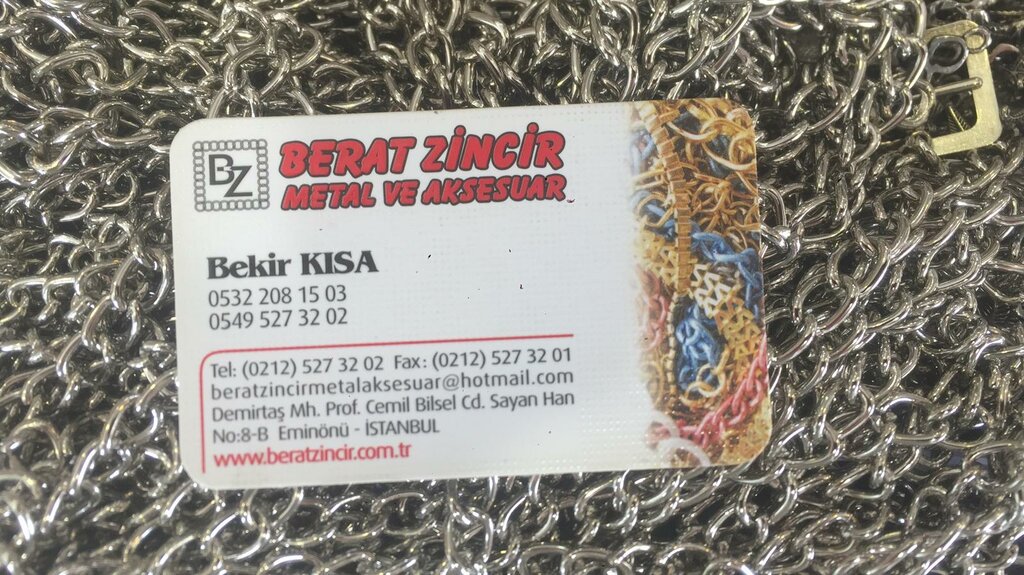 BZ
BERAT ZİNCİR
METAL VE AKSESUAR
Bekir KISA
0532 208 15 03
0549 527 32 02
Tel: (0212) 527 32 02 Fax: (0212) 527 32 01
beratzincirmetalaksesuar@hotmail.com
Demirtaş Mh. Prof. Cemil Bilsel Cd. Sayan Han
No:8-B Eminönü - İSTANBUL
www.beratzincir.com.tr